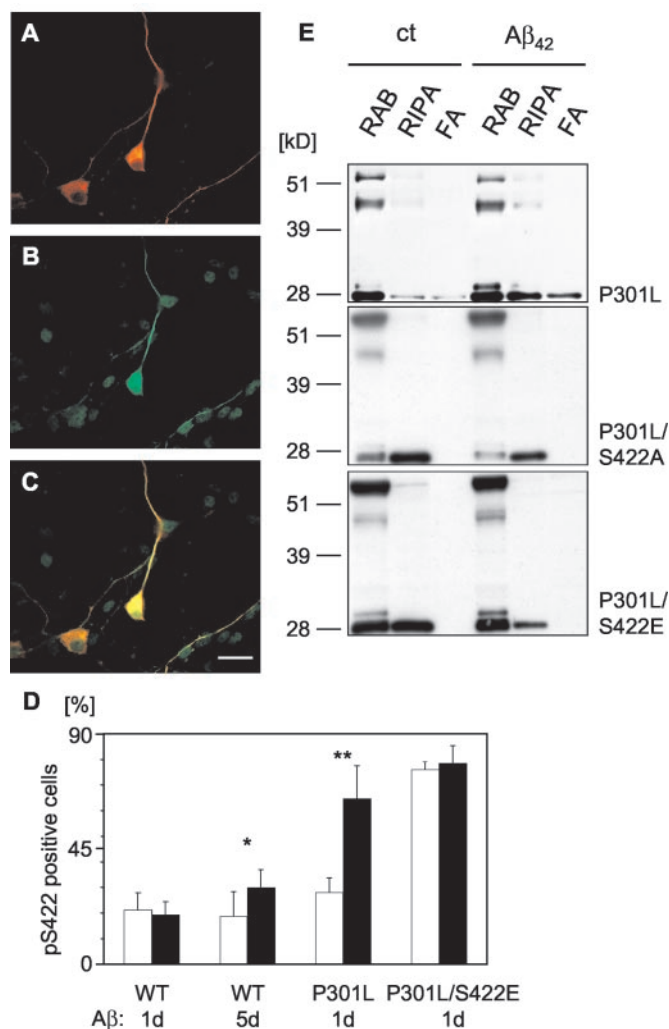 A
B
C
E
ct Aβ₄₂
RAB RIPA FA RAB RIPA FA
[kD]
51
39
28
P301L
51
39
28
P301L/
S422A
51
39
28
P301L/
S422E
D [%]
pS422 positive cells
90
45
0
*
**
WT WT P301L P301L/S422E
Aβ: 1d 5d 1d 1d